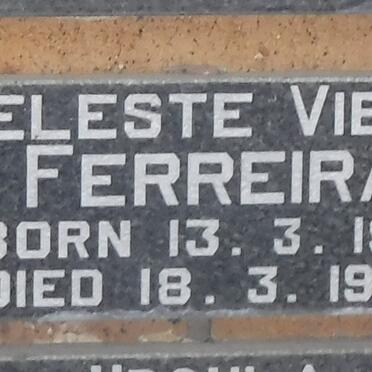 ELESTE VIE
FERREIRA
BORN 13. 3. 1
DIED 18. 3. 19